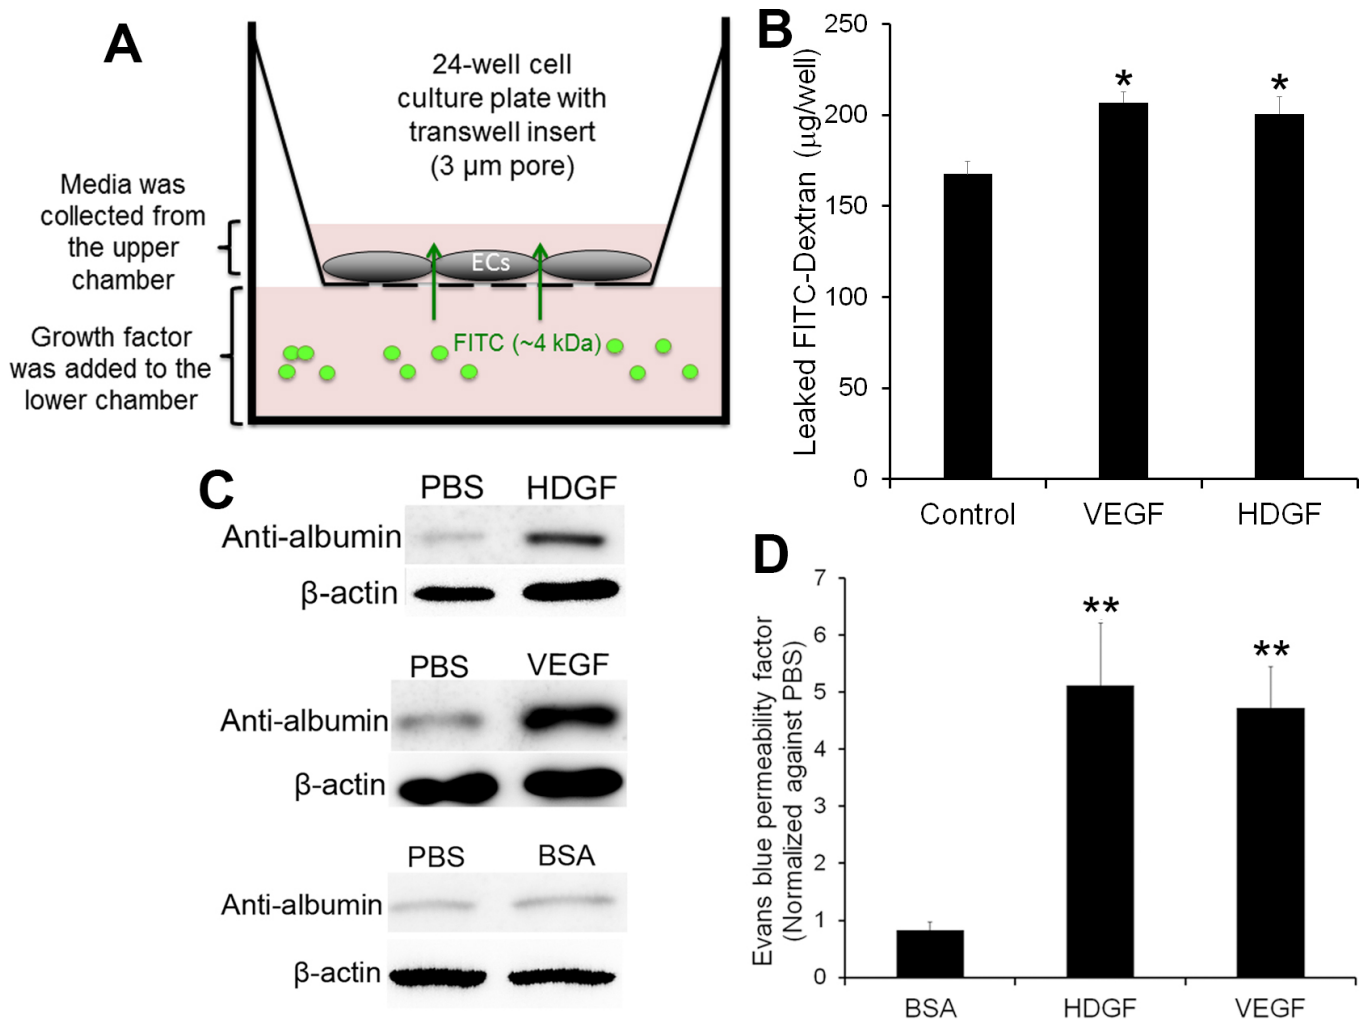 A
24-well cell
culture plate with
transwell insert
(3 µm pore)
Media was
collected from
the upper
chamber
ECs
Growth factor
was added to the
lower chamber
FITC (~4 kDa)
B
Leaked FITC-Dextran (µg/well)
250
200
150
100
50
0
*
*
Control
VEGF
HDGF
C
PBS HDGF
Anti-albumin
β-actin
PBS VEGF
Anti-albumin
β-actin
PBS BSA
Anti-albumin
β-actin
D
Evans blue permeability factor
(Normalized against PBS)
7
6
5
4
3
2
1
0
**
**
BSA
HDGF
VEGF